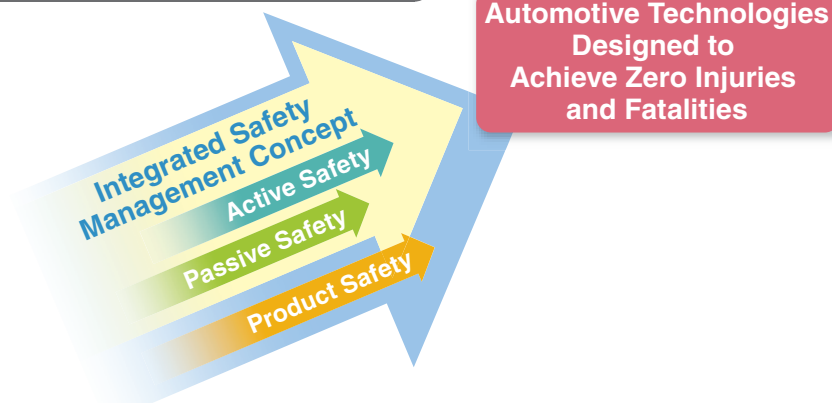 Automotive Technologies
Designed to
Achieve Zero Injuries
and Fatalities
Integrated Safety
Management Concept
Active Safety
Passive Safety
Product Safety